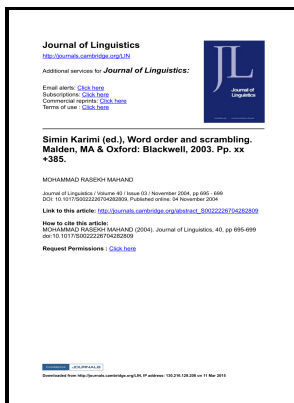 Journal of Linguistics
http://journals.cambridge.org/LIN
Additional services for Journal of Linguistics:
Email alerts: Click here
Subscriptions: Click here
Commercial reprints: Click here
Terms of use : Click here
JL
Journal of
Linguistics
Simin Karimi (ed.), Word order and scrambling.
Malden, MA & Oxford: Blackwell, 2003. Pp. xx
+385.
MOHAMMAD RASEKH MAHAND
Journal of Linguistics / Volume 40 / Issue 03 / November 2004, pp 695 - 699
DOI: 10.1017/S0022226704282809, Published online: 04 November 2004
Link to this article: http://journals.cambridge.org/abstract_S0022226704282809
How to cite this article:
MOHAMMAD RASEKH MAHAND (2004). Journal of Linguistics, 40, pp 695-699
doi:10.1017/S0022226704282809
Request Permissions : Click here
CAMBRIDGE JOURNALS
Downloaded from http://journals.cambridge.org/LIN, IP address: 130.216.129.208 on 11 Mar 2015